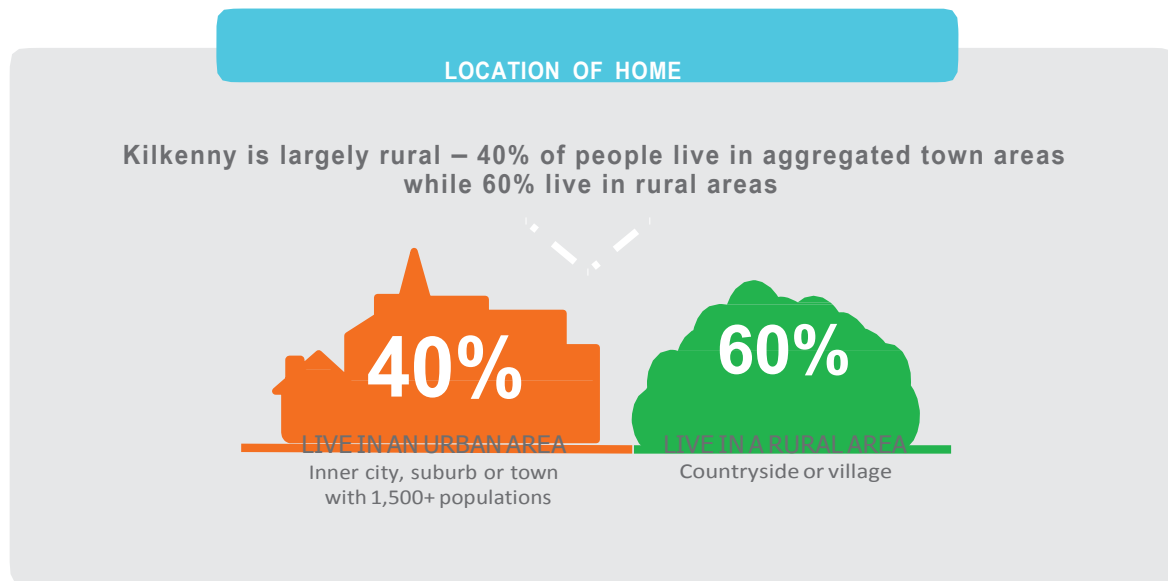 LOCATION OF HOME
Kilkenny is largely rural – 40% of people live in aggregated town areas
while 60% live in rural areas
40%
LIVE IN AN URBAN AREA
Inner city, suburb or town
with 1,500+ populations
60%
LIVE IN A RURAL AREA
Countryside or village